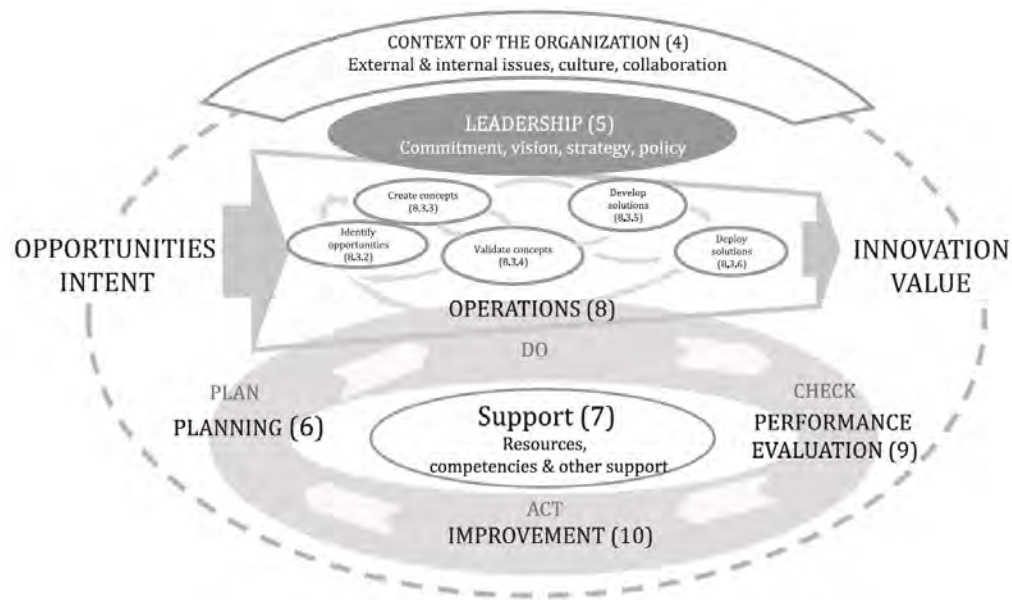 CONTEXT OF THE ORGANIZATION (4)
External & internal issues, culture, collaboration
LEADERSHIP (5)
Commitment, vision, strategy, policy
Create concepts
(8.3.3)
Develop
solutions
(8.3.5)
Identify
opportunities
(8.3.2)
Validate concepts
(8.3.4)
Deploy
solutions
(8.3.6)
OPPORTUNITIES
INTENT
INNOVATION
VALUE
OPERATIONS (8)
DO
PLAN
PLANNING (6)
CHECK
PERFORMANCE
EVALUATION (9)
Support (7)
Resources,
competencies & other support
ACT
IMPROVEMENT (10)